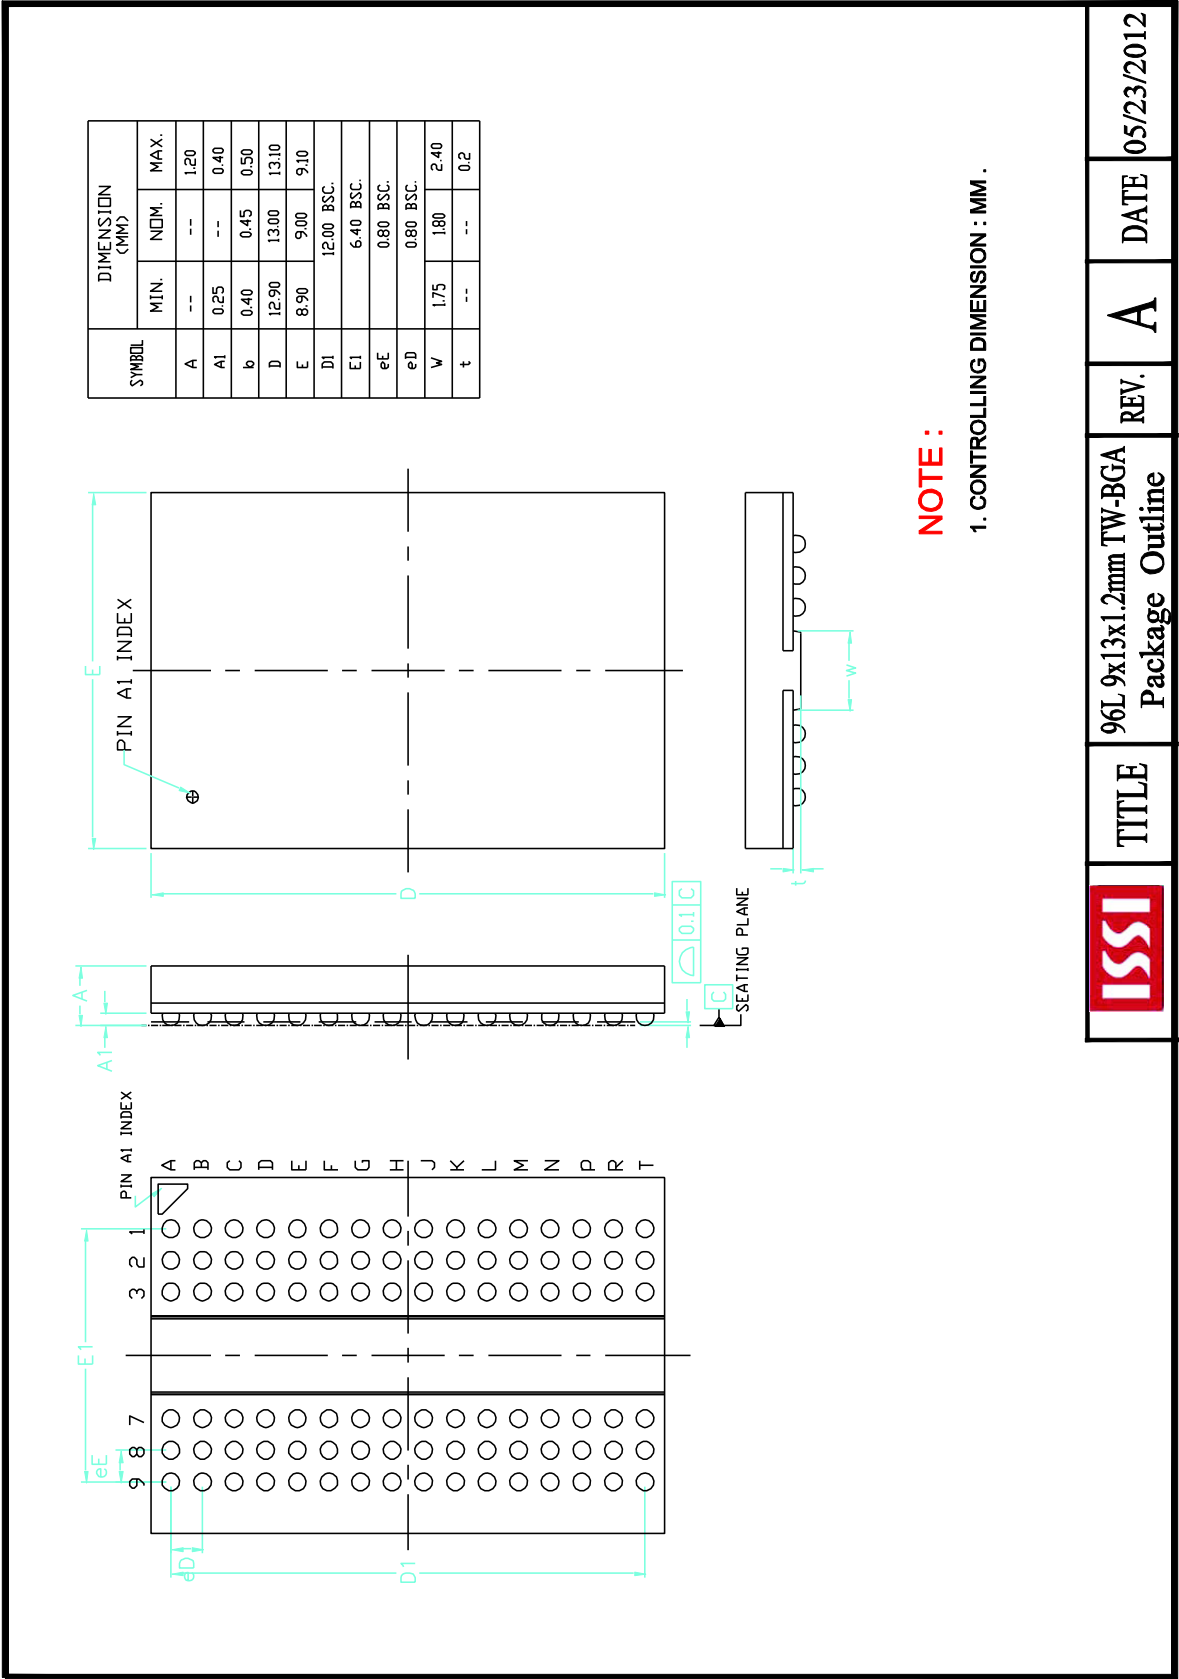 SYMBOL DIMENSION
(MM)
MIN. NOM. MAX.
A -- -- 1.20
A1 0.25 -- 0.40
b 0.40 0.45 0.50
D 12.90 13.00 13.10
E 8.90 9.00 9.10
D1 12.00 BSC.
E1 6.40 BSC.
eE 0.80 BSC.
eD 0.80 BSC.
W 1.75 1.80 2.40
t -- -- 0.2
PIN A1 INDEX
E
D
w
t
A
A1
0.1 C
C
SEATING PLANE
PIN A1 INDEX
1 2 3 7 8 9
A
B
C
D
E
F
G
H
J
K
L
M
N
P
R
T
E1
eE
eD1
D1
NOTE :
1. CONTROLLING DIMENSION : MM .
ISSI
TITLE
96L 9x13x1.2mm TW-BGA
Package Outline
REV.
A
DATE
05/23/2012